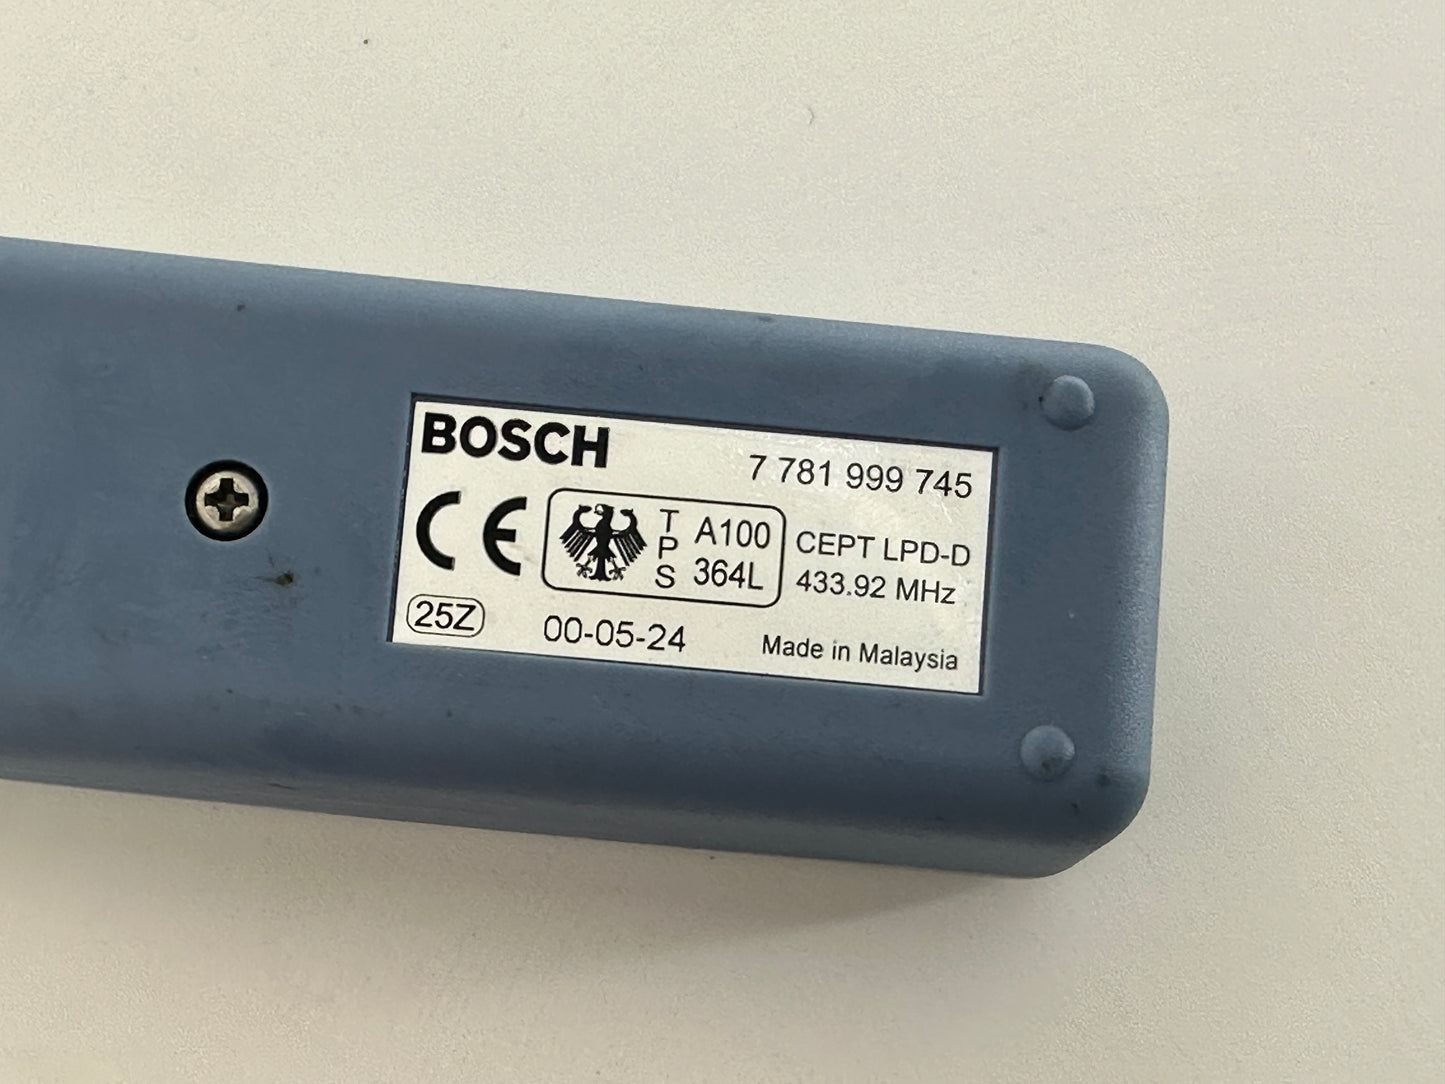 BOSCH
7 781 999 745
CE
TPS
A100
364L
CEPT LPD-D
433.92 MHz
25Z
00-05-24
Made in Malaysia